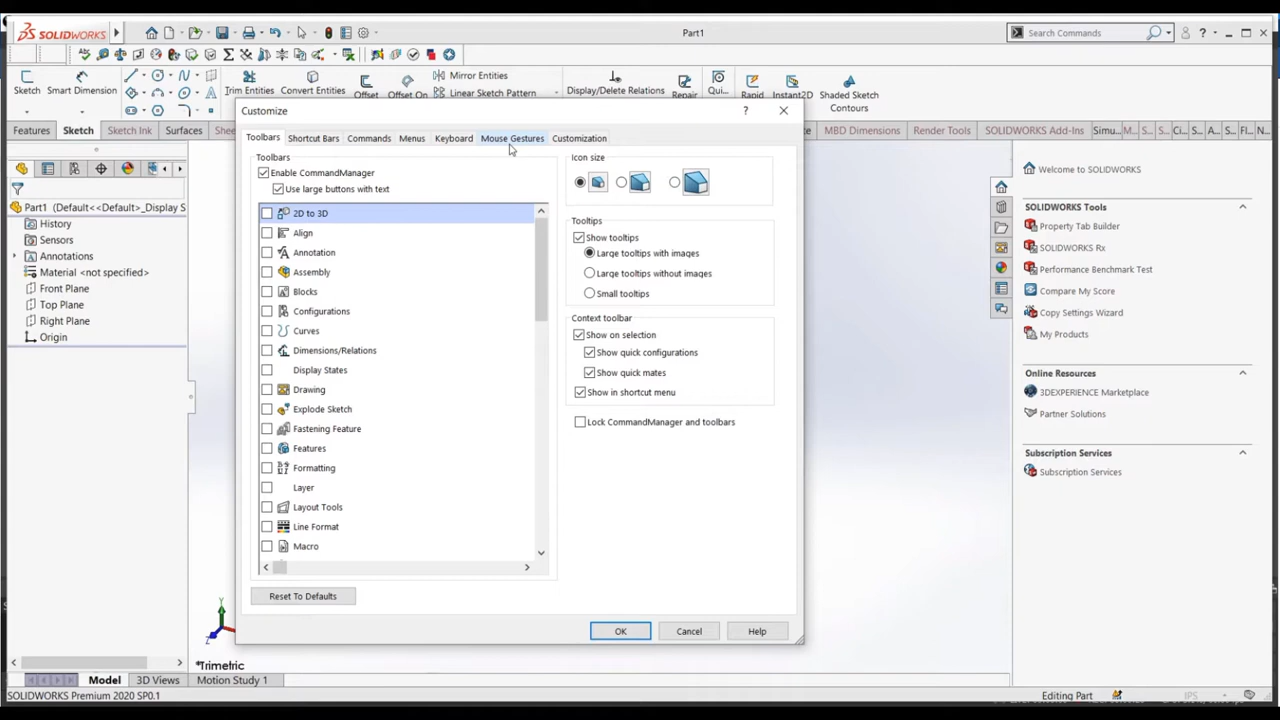 SOLIDWORKS
Part1
Search Commands
Sketch
Smart Dimension
Trim Entities
Convert Entities
Offset
Offset On
Mirror Entities
Linear Sketch Pattern
Display/Delete Relations
Repair
Qui...
Rapid
Instant2D
Shaded Sketch
Contours
Features
Sketch
Sketch Ink
Surfaces
MBD Dimensions
Render Tools
SOLIDWORKS Add-Ins
Simu...
M...
S...
S...
S...
Ci...
Fl...
Customize
Toolbars
Shortcut Bars
Commands
Menus
Keyboard
Mouse Gestures
Customization
Toolbars
Enable CommandManager
Use large buttons with text
2D to 3D
Align
Annotation
Assembly
Blocks
Configurations
Curves
Dimensions/Relations
Display States
Drawing
Explode Sketch
Fastening Feature
Features
Formatting
Layer
Layout Tools
Line Format
Macro
Reset To Defaults
Icon size
Tooltips
Show tooltips
Large tooltips with images
Large tooltips without images
Small tooltips
Context toolbar
Show on selection
Show quick configurations
Show quick mates
Show in shortcut menu
Lock CommandManager and toolbars
OK
Cancel
Help
Part1 (Default<<Default>_Display S
History
Sensors
Annotations
Material <not specified>
Front Plane
Top Plane
Right Plane
Origin
Welcome to SOLIDWORKS
SOLIDWORKS Tools
Property Tab Builder
SOLIDWORKS Rx
Performance Benchmark Test
Compare My Score
Copy Settings Wizard
My Products
Online Resources
3DEXPERIENCE Marketplace
Partner Solutions
Subscription Services
Subscription Services
Y
Z
*Trimetric
Model
3D Views
Motion Study 1
SOLIDWORKS Premium 2020 SP0.1
Editing Part
IPS